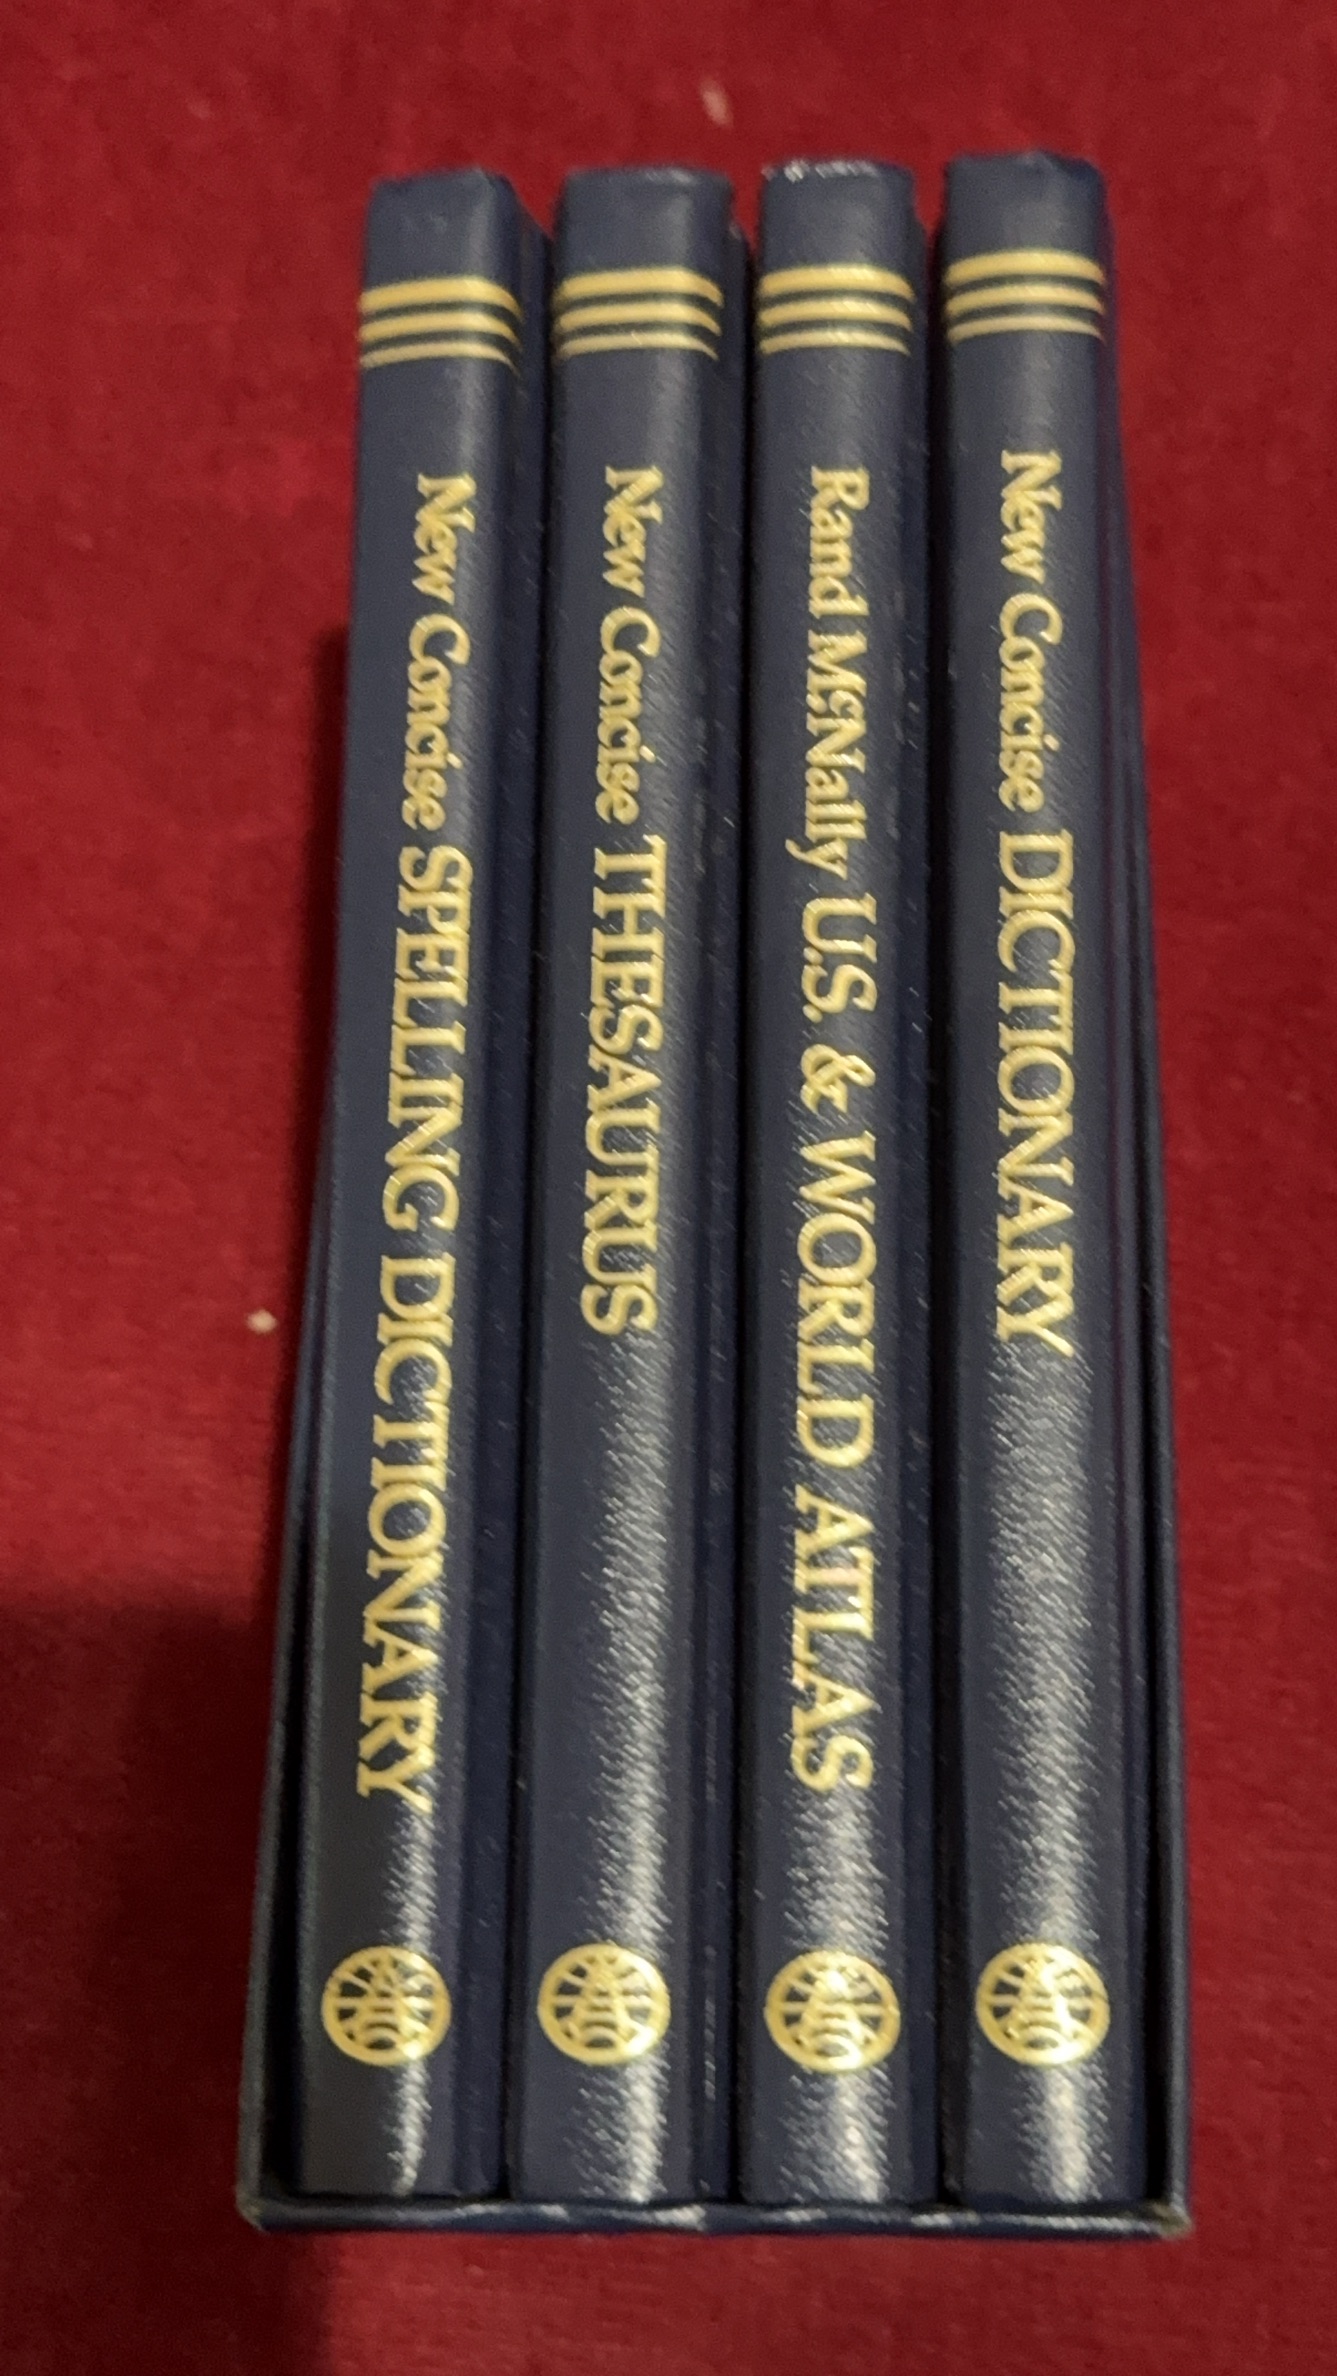 New Concise SPELLING DICTIONARY
New Concise THESAURUS
Rand McNally U.S. & WORLD ATLAS
New Concise DICTIONARY